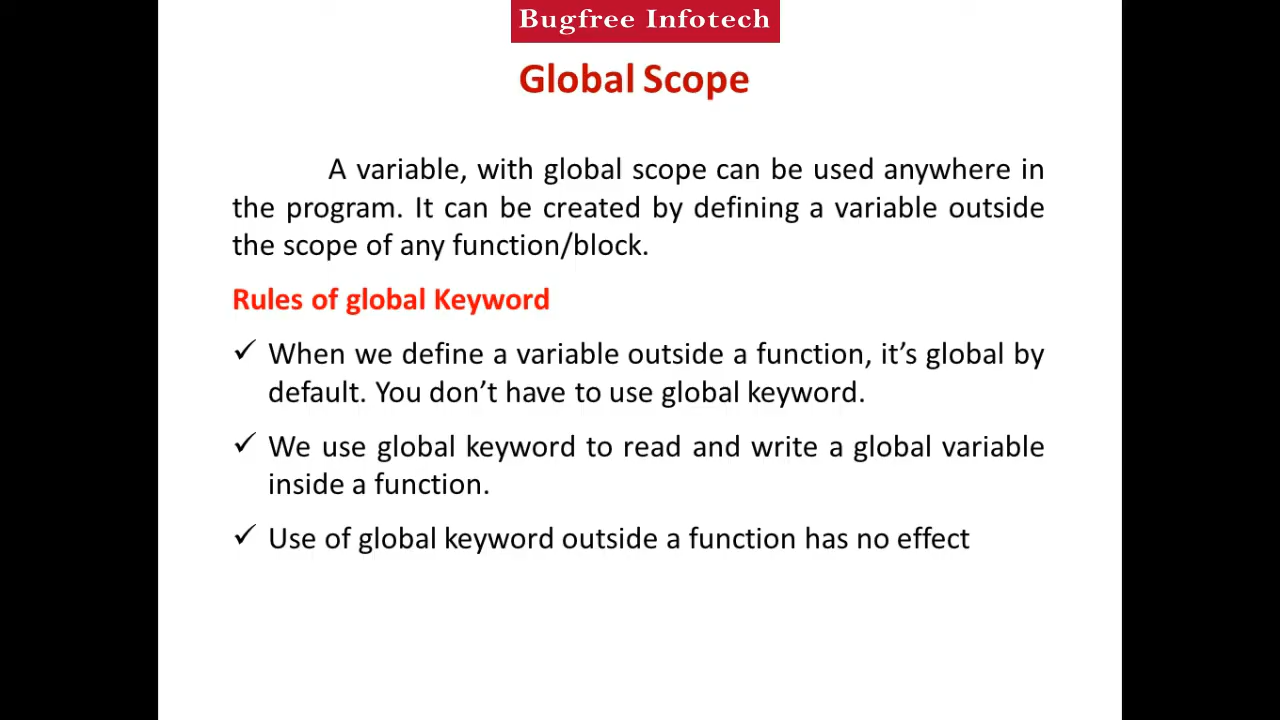 Bugfree Infotech
Global Scope
A variable, with global scope can be used anywhere in
the program. It can be created by defining a variable outside
the scope of any function/block.
Rules of global Keyword
✓ When we define a variable outside a function, it’s global by
default. You don’t have to use global keyword.
✓ We use global keyword to read and write a global variable
inside a function.
✓ Use of global keyword outside a function has no effect